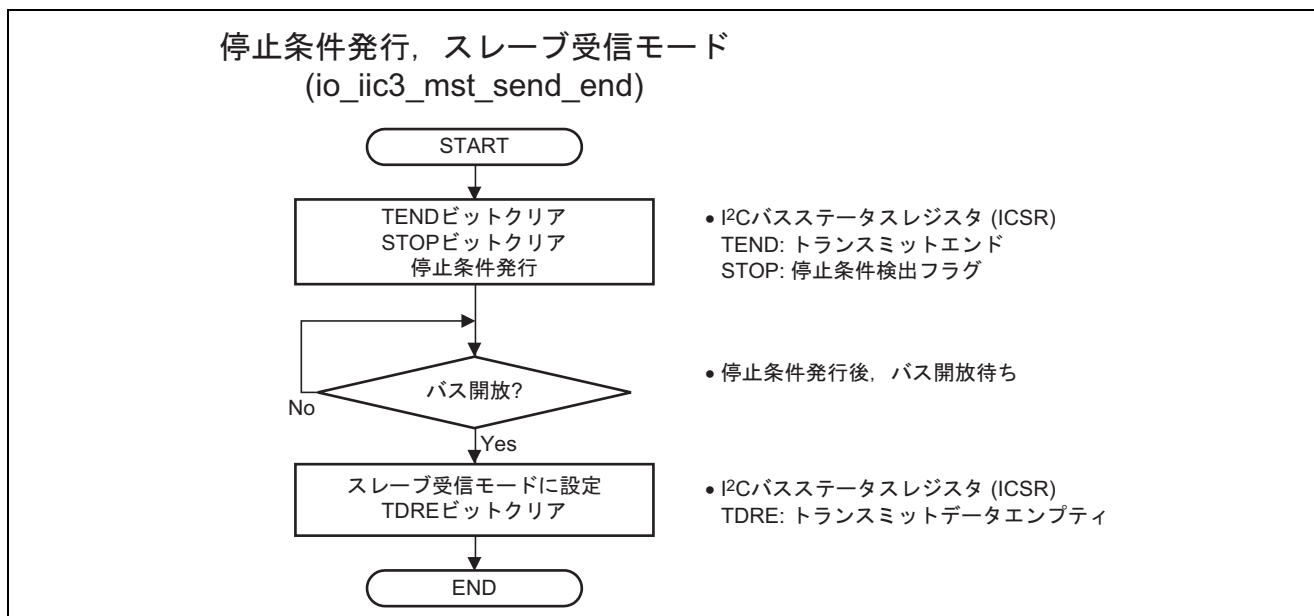 停止条件発行，スレーブ受信モード
(io_iic3_mst_send_end)
START
TENDビットクリア
STOPビットクリア
停止条件発行
• I²Cバスステータスレジスタ (ICSR)
TEND: トランスミットエンド
STOP: 停止条件検出フラグ
バス開放?
• 停止条件発行後，バス開放待ち
No
Yes
スレーブ受信モードに設定
TDREビットクリア
• I²Cバスステータスレジスタ (ICSR)
TDRE: トランスミットデータエンプティ
END